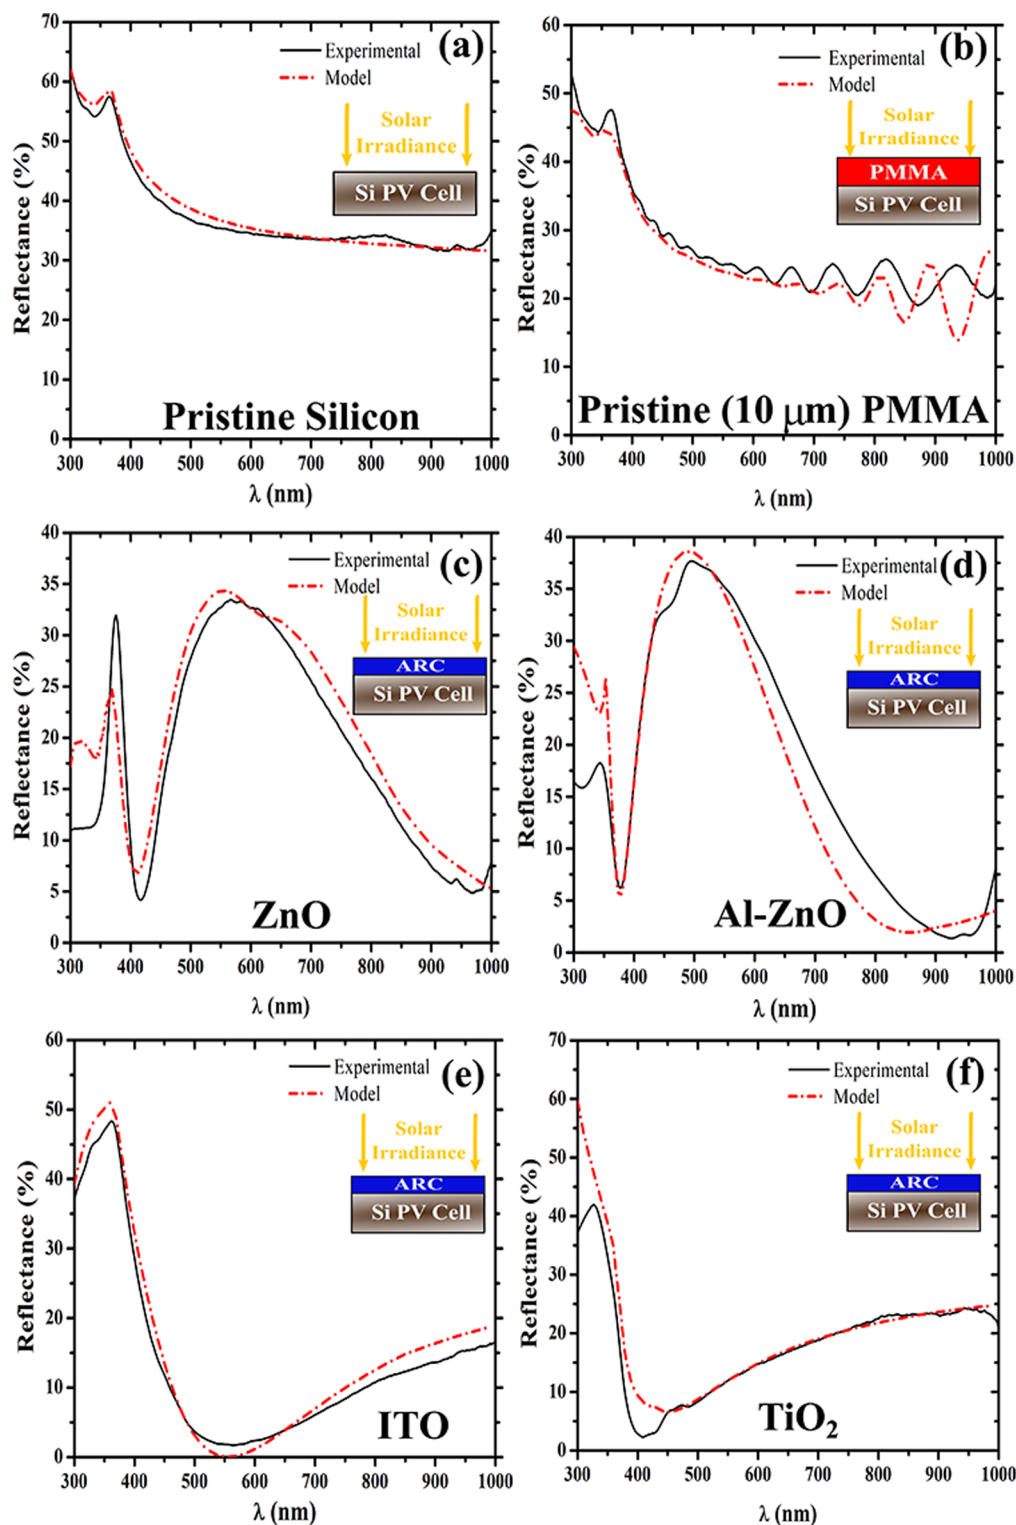 (a)
Experimental
Model
Solar
Irradiance
Si PV Cell
Pristine Silicon
Reflectance (%)
70
60
50
40
30
20
10
0
300 400 500 600 700 800 900 1000
λ (nm)
(b)
Experimental
Model
Solar
Irradiance
PMMA
Si PV Cell
Pristine (10 μm) PMMA
Reflectance (%)
60
50
40
30
20
10
0
300 400 500 600 700 800 900 1000
λ (nm)
(c)
Experimental
Model
Solar
Irradiance
ARC
Si PV Cell
ZnO
Reflectance (%)
40
35
30
25
20
15
10
5
0
300 400 500 600 700 800 900 1000
λ (nm)
(d)
Experimental
Model
Solar
Irradiance
ARC
Si PV Cell
Al-ZnO
Reflectance (%)
40
35
30
25
20
15
10
5
0
300 400 500 600 700 800 900 1000
λ (nm)
(e)
Experimental
Model
Solar
Irradiance
ARC
Si PV Cell
ITO
Reflectance (%)
60
50
40
30
20
10
0
300 400 500 600 700 800 900 1000
λ (nm)
(f)
Experimental
Model
Solar
Irradiance
ARC
Si PV Cell
TiO₂
Reflectance (%)
70
60
50
40
30
20
10
0
300 400 500 600 700 800 900 1000
λ (nm)